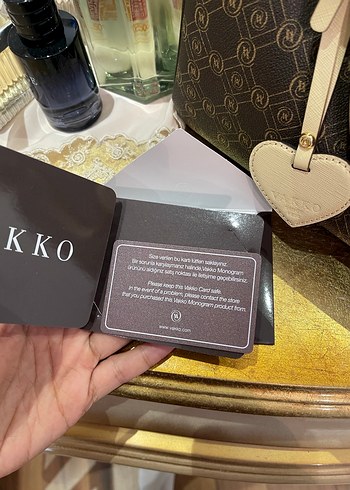 KKO
Size verilen bu kartı lütfen saklayınız.
Bir sorunla karşılaşmanız halinde, Vakko Monogram
ürününü aldığınız satış noktası ile iletişime geçebilirsiniz.
Please keep this Vakko Card safe,
in the event of a problem, please contact the store
that you purchased this Vakko Monogram product from.
www.vakko.com
VAKKO